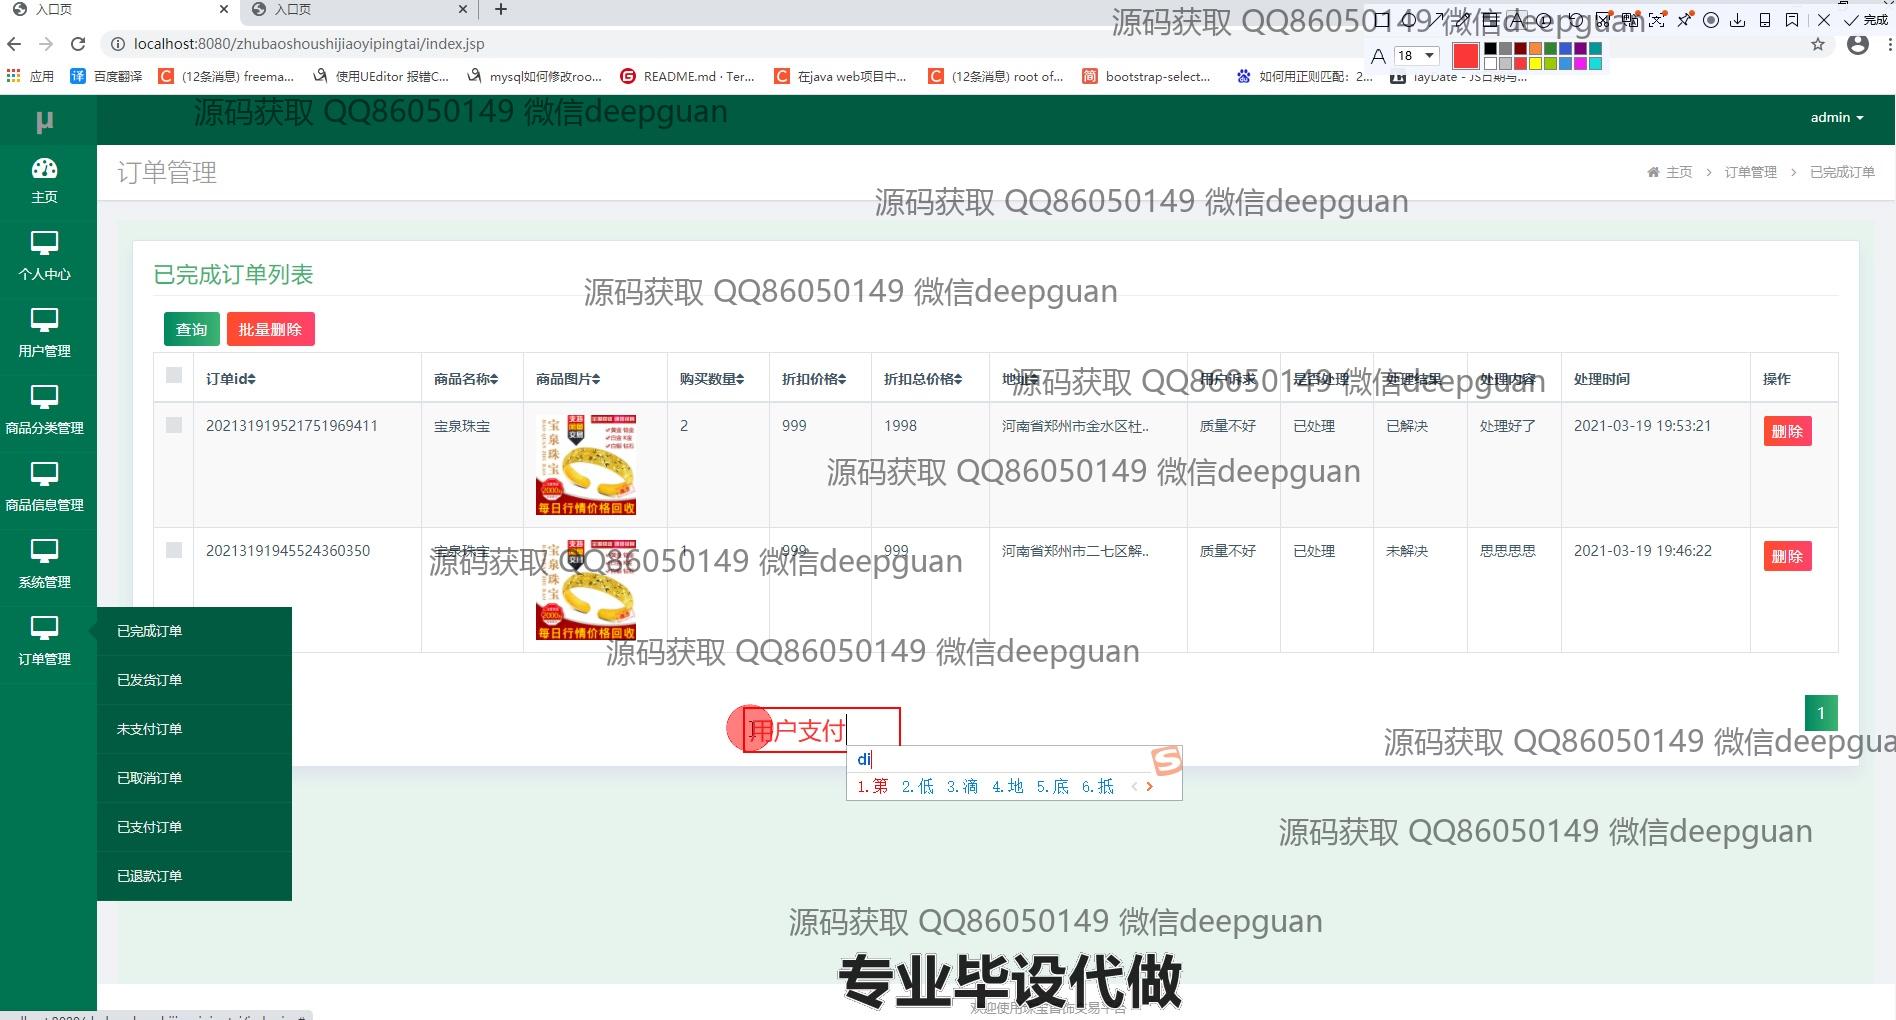 入口页
入口页
源码获取 QQ86050149 微信deepguan
完成
localhost:8080/zhubaoshoushijiaoyipingtai/index.jsp
18
应用
百度翻译
(12条消息) freema...
使用UEditor 报错C...
mysql如何修改roo...
README.md · Ter...
在java web项目中...
(12条消息) root of...
bootstrap-select...
如何用正则匹配：2...
layDate - JS日期与...
μ
源码获取 QQ86050149 微信deepguan
admin
订单管理
主页 > 订单管理 > 已完成订单
源码获取 QQ86050149 微信deepguan
主页
个人中心
用户管理
商品分类管理
商品信息管理
系统管理
订单管理
已完成订单
已发货订单
未支付订单
已取消订单
已支付订单
已退款订单
已完成订单列表
源码获取 QQ86050149 微信deepguan
查询 批量删除
订单id 商品名称 商品图片 购买数量 折扣价格 折扣总价格 地址 用户诉求 是否处理 处理结果 处理内容 处理时间 操作
源码获取 QQ86050149 微信deepguan
202131919521751969411 宝泉珠宝 2 999 1998 河南省郑州市金水区杜.. 质量不好 已处理 已解决 处理好了 2021-03-19 19:53:21 删除
宝泉珠宝
每日行情价格回收
源码获取 QQ86050149 微信deepguan
20213191945524360350 宝泉珠宝 1 999 999 河南省郑州市二七区解.. 质量不好 已处理 未解决 思思思思 2021-03-19 19:46:22 删除
宝泉珠宝
每日行情价格回收
源码获取 QQ86050149 微信deepguan
源码获取 QQ86050149 微信deepguan
1
用户支付
di
1.第 2.低 3.滴 4.地 5.底 6.抵
源码获取 QQ86050149 微信deepgua
源码获取 QQ86050149 微信deepguan
源码获取 QQ86050149 微信deepguan
专业毕设代做
欢迎使用珠宝首饰交易平台